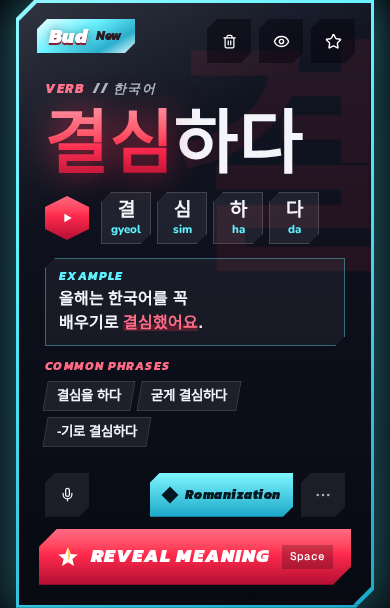 Bud New
VERB // 한국어
결심하다
결 심 하 다
gyeol sim ha da
EXAMPLE
올해는 한국어를 꼭
배우기로 결심했어요.
COMMON PHRASES
결심을 하다 굳게 결심하다
-기로 결심하다
Romanization
REVEAL MEANING Space